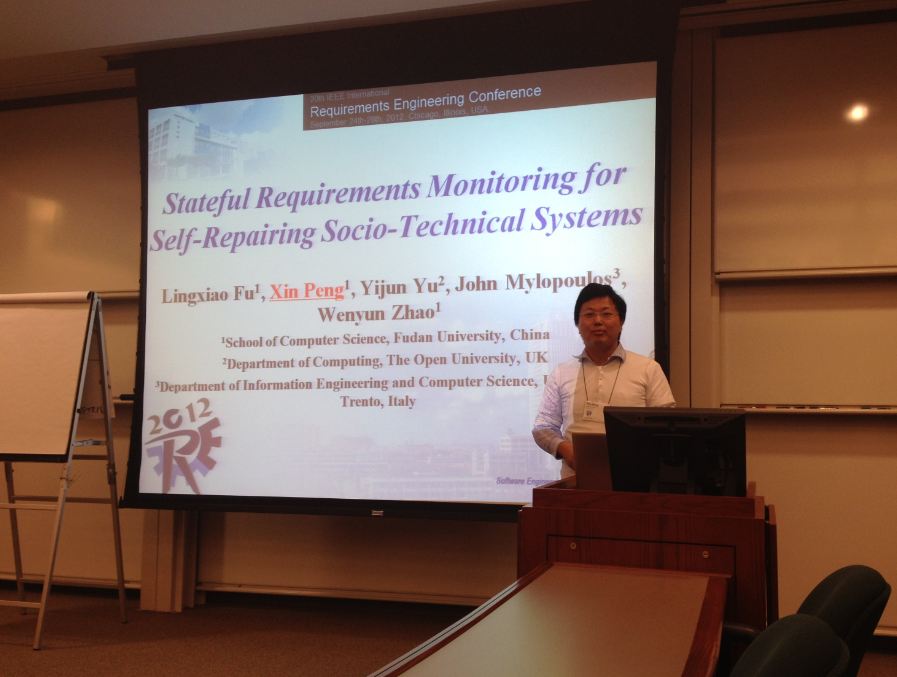 20th IEEE International
Requirements Engineering Conference
September 24th-28th, 2012 Chicago, Illinois, USA
Stateful Requirements Monitoring for
Self-Repairing Socio-Technical Systems
Lingxiao Fu¹, Xin Peng¹, Yijun Yu², John Mylopoulos³,
Wenyun Zhao¹
¹School of Computer Science, Fudan University, China
²Department of Computing, The Open University, UK
³Department of Information Engineering and Computer Science,
Trento, Italy
2012
RE
Software